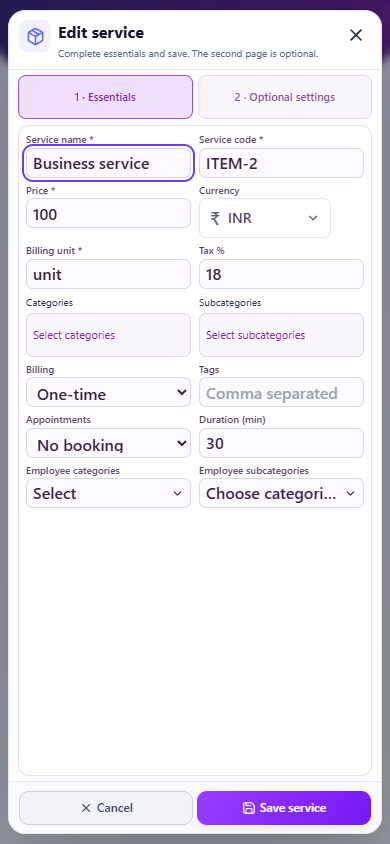 Edit service
Complete essentials and save. The second page is optional.
1 · Essentials
2 · Optional settings
Service name *
Service code *
Business service
ITEM-2
Price *
Currency
100
₹ INR
Billing unit *
Tax %
unit
18
Categories
Subcategories
Select categories
Select subcategories
Billing
Tags
One-time
Comma separated
Appointments
Duration (min)
No booking
30
Employee categories
Employee subcategories
Select
Choose categori...
Cancel
Save service